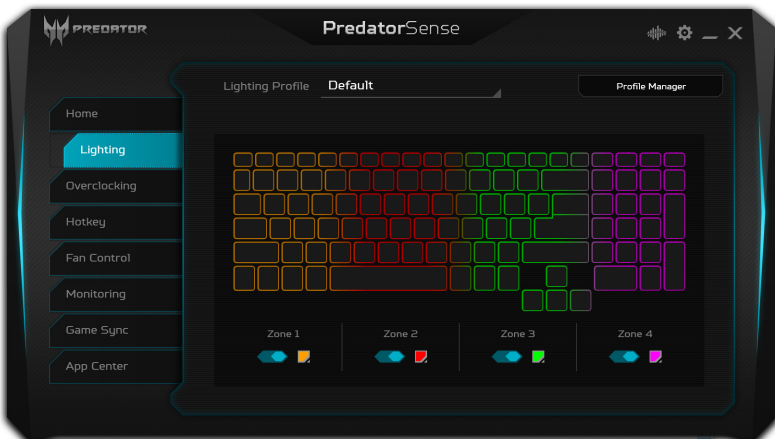 PREDATOR
PredatorSense
Lighting Profile Default
Profile Manager
Home
Lighting
Overclocking
Hotkey
Fan Control
Monitoring
Game Sync
App Center
Zone 1 Zone 2 Zone 3 Zone 4